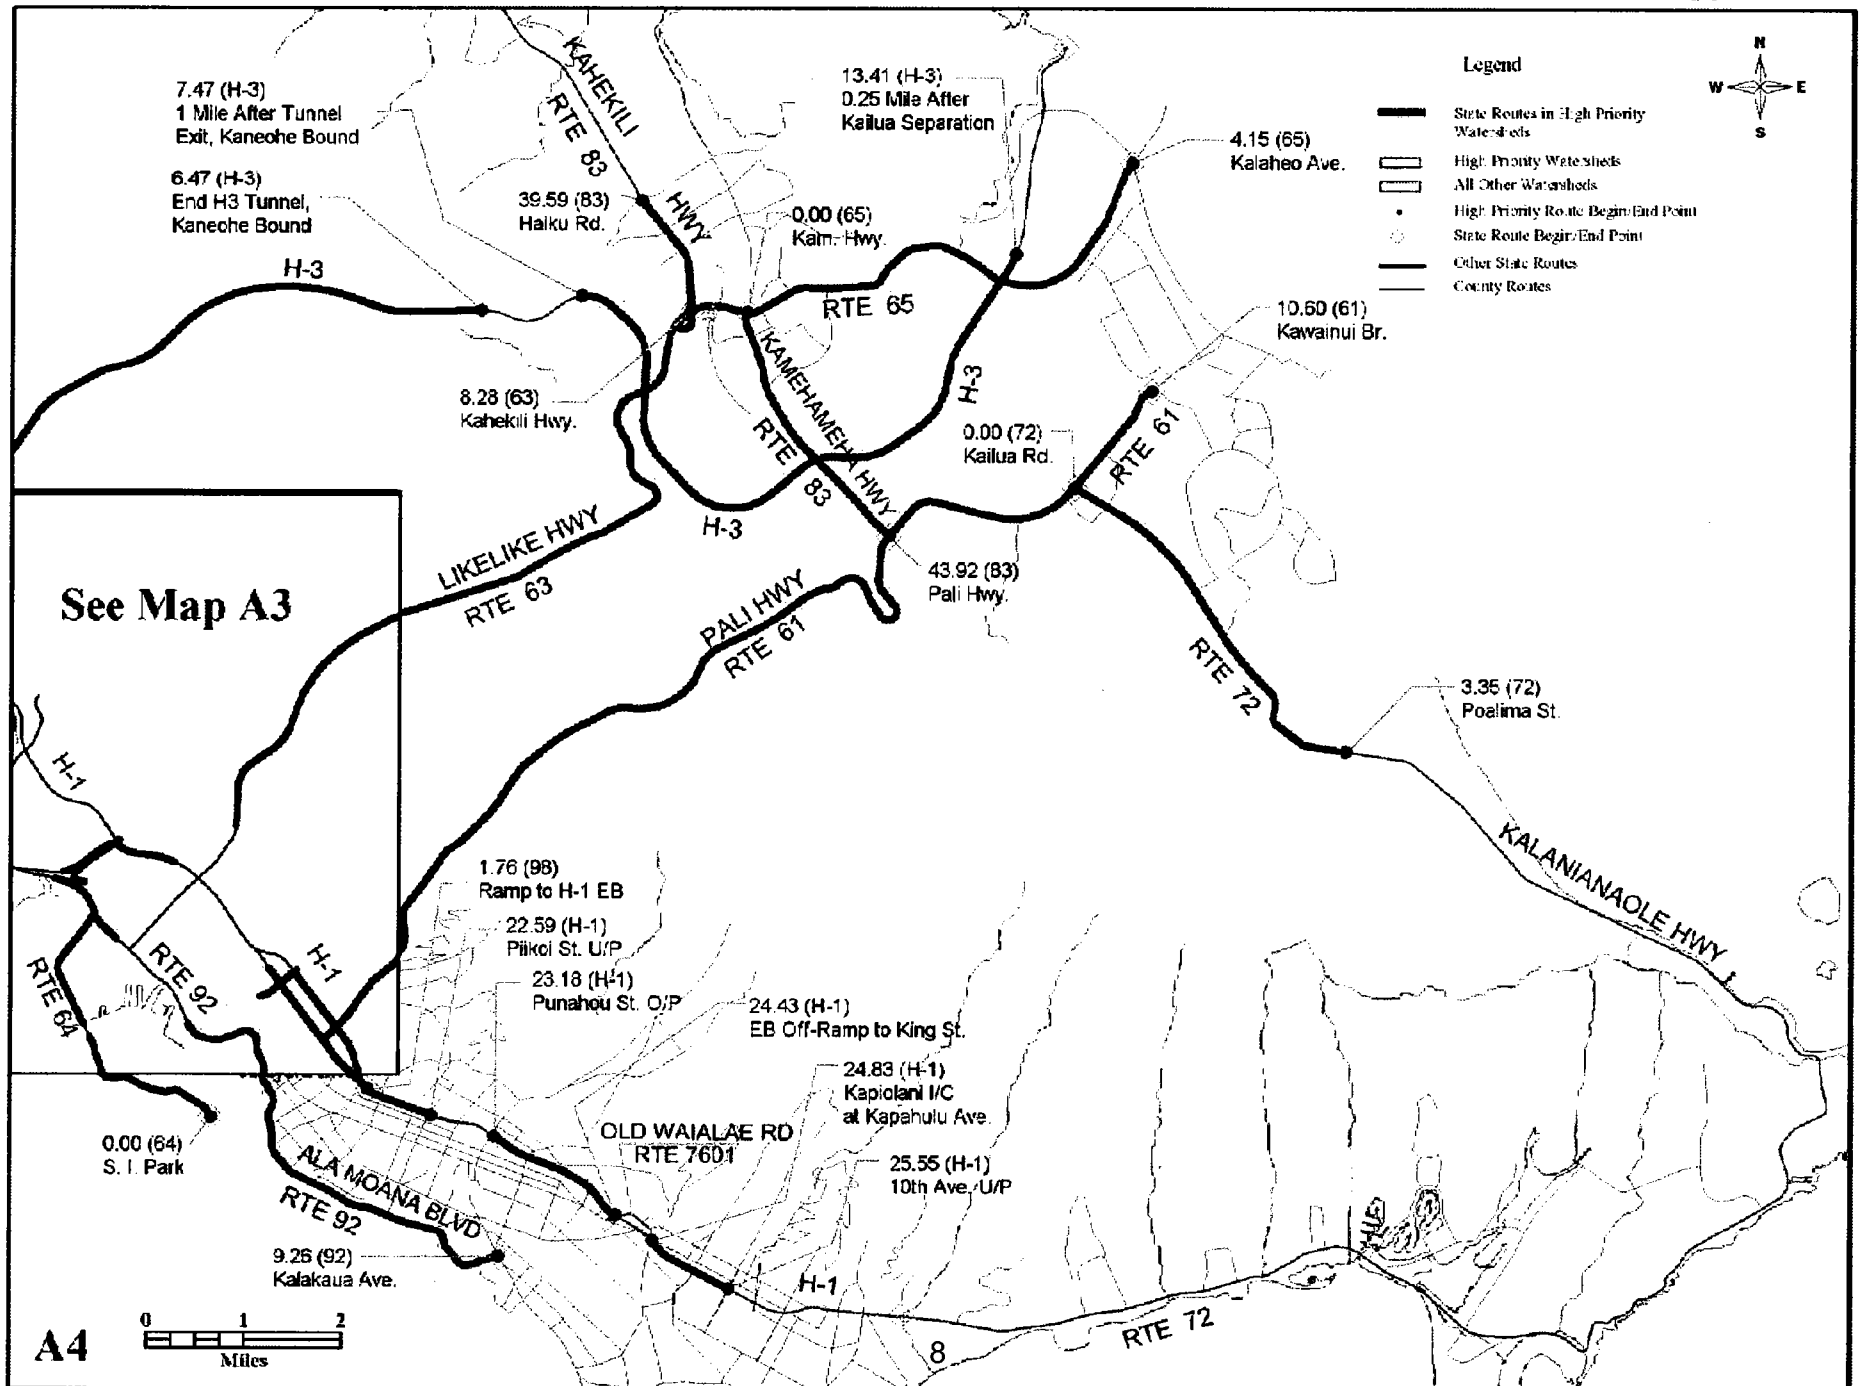 7.47 (H-3)
1 Mile After Tunnel
Exit, Kaneohe Bound
6.47 (H-3)
End H3 Tunnel,
Kaneohe Bound
H-3
KAHEKILI
HWY
RTE 83
39.59 (83)
Haiku Rd.
13.41 (H-3)
0.25 Mile After
Kailua Separation
0.00 (65)
Kam. Hwy.
4.15 (65)
Kalaheo Ave.
Legend
State Routes in High Priority
Watersheds
High Priority Watersheds
All Other Watersheds
High Priority Route Begin/End Point
State Route Begin/End Point
Other State Routes
County Routes
N
W
E
S
RTE 65
10.60 (61)
Kawainui Br.
8.28 (63)
Kahekili Hwy.
KAMEHAMEHA HWY
RTE 83
H-3
H-3
0.00 (72)
Kailua Rd.
RTE 61
See Map A3
LIKELIKE HWY
RTE 63
PALI HWY
RTE 61
43.92 (83)
Pali Hwy.
RTE 72
3.35 (72)
Poalima St.
KALANIANAOLE HWY
H-1
RTE 64
RTE 92
H-1
1.76 (98)
Ramp to H-1 EB
22.59 (H-1)
Piikoi St. U/P
23.18 (H-1)
Punahou St. O/P
24.43 (H-1)
EB Off-Ramp to King St.
24.83 (H-1)
Kapiolani I/C
at Kapahulu Ave.
OLD WAIALAE RD
RTE 7601
25.55 (H-1)
10th Ave. U/P
0.00 (64)
S. I. Park
ALA MOANA BLVD
RTE 92
9.26 (92)
Kalakaua Ave.
H-1
RTE 72
8
A4
0 1 2
Miles